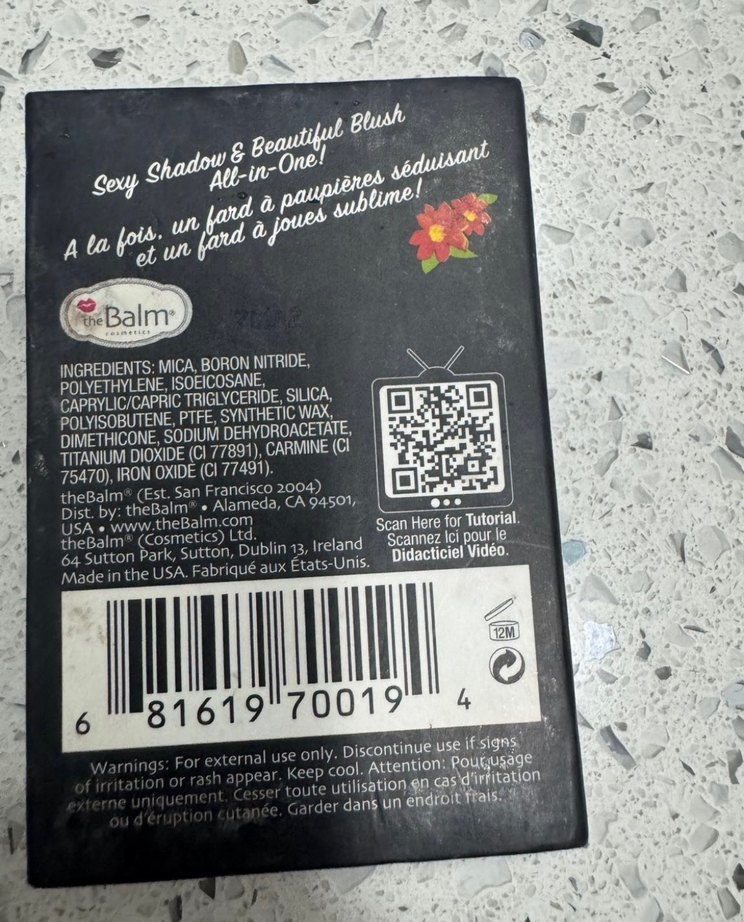 Sexy Shadow & Beautiful Blush
All-in-One!
A la fois, un fard à paupières séduisant
et un fard à joues sublime!
theBalm®
cosmetics
INGREDIENTS: MICA, BORON NITRIDE,
POLYETHYLENE, ISOEICOSANE,
CAPRYLIC/CAPRIC TRIGLYCERIDE, SILICA,
POLYISOBUTENE, PTFE, SYNTHETIC WAX,
DIMETHICONE, SODIUM DEHYDROACETATE,
TITANIUM DIOXIDE (CI 77891), CARMINE (CI
75470), IRON OXIDE (CI 77491).
theBalm® (Est. San Francisco 2004)
Dist. by: theBalm® • Alameda, CA 94501,
USA • www.theBalm.com
theBalm® (Cosmetics) Ltd.
64 Sutton Park, Sutton, Dublin 13, Ireland
Made in the USA. Fabriqué aux États-Unis.
Scan Here for Tutorial.
Scannez Ici pour le
Didacticiel Vidéo.
12M
6 81619 70019 4
Warnings: For external use only. Discontinue use if signs
of irritation or rash appear. Keep cool. Attention: Pour usage
externe uniquement. Cesser toute utilisation en cas d'irritation
ou d'éruption cutanée. Garder dans un endroit frais.